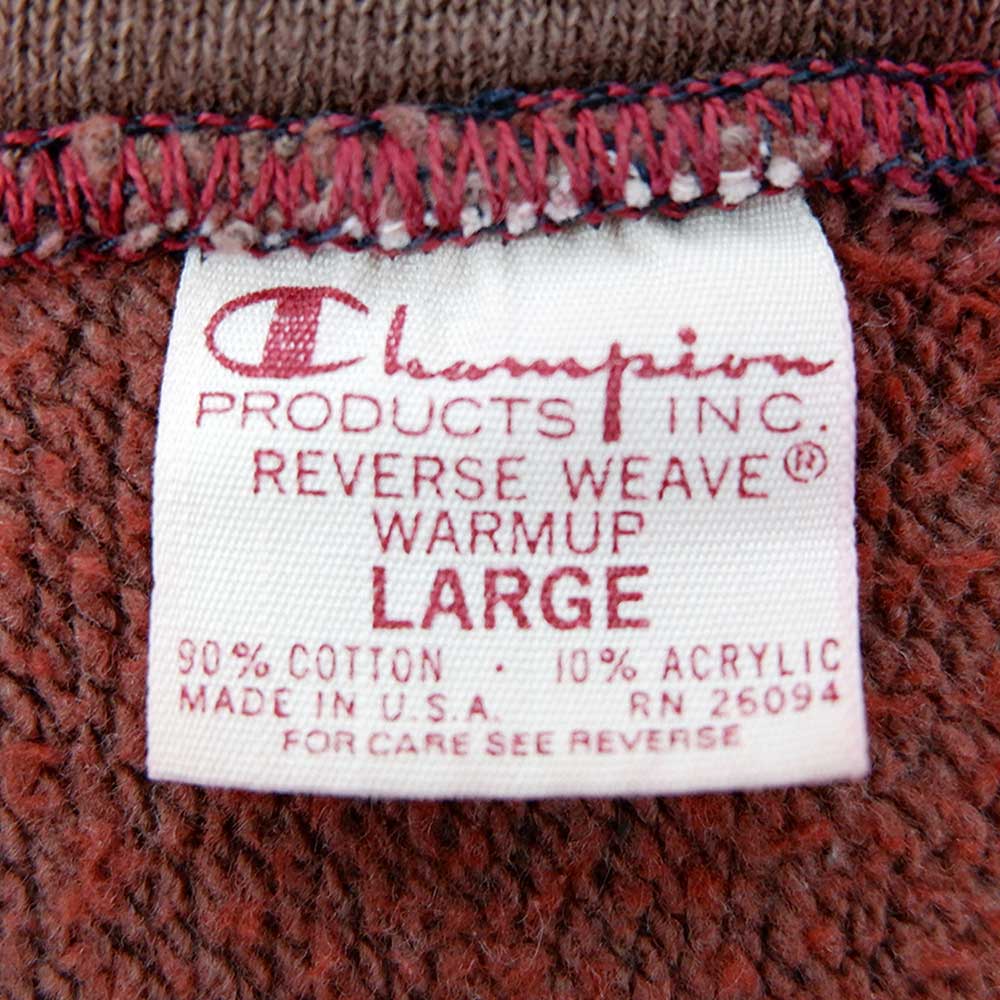 Champion
PRODUCTS INC.
REVERSE WEAVE®
WARMUP
LARGE
90% COTTON · 10% ACRYLIC
MADE IN U.S.A. RN 26094
FOR CARE SEE REVERSE